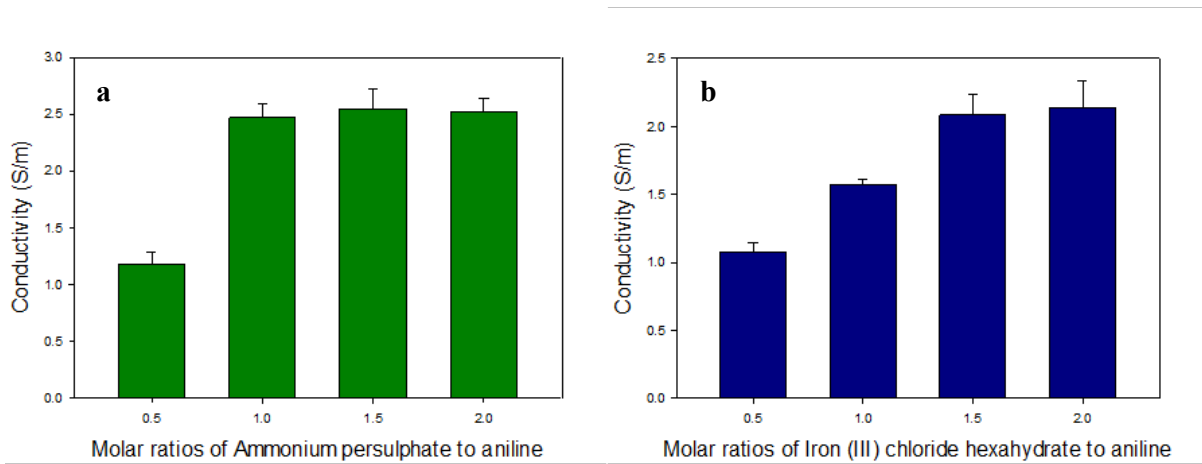 a
Conductivity (S/m)
3.0
2.5
2.0
1.5
1.0
0.5
0.0
0.5 1.0 1.5 2.0
Molar ratios of Ammonium persulphate to aniline
b
Conductivity (S/m)
2.5
2.0
1.5
1.0
0.5
0.0
0.5 1.0 1.5 2.0
Molar ratios of Iron (III) chloride hexahydrate to aniline